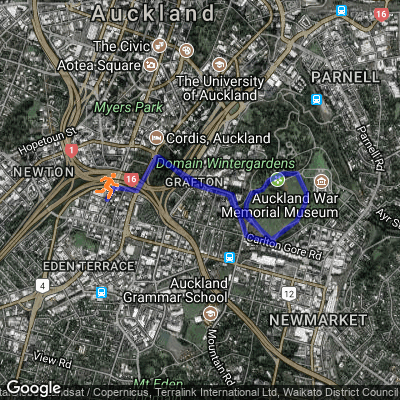 Auckland
16
The Civic
Aotea Square
The University
of Auckland
PARNELL
Myers Park
Hopetoun St
Parnell Rd
Cordis, Auckland
1
Domain Wintergardens
NEWTON
16
GRAFTON
Auckland War
Memorial Museum
Ayr St
Carlton Gore Rd
EDEN TERRACE
Auckland
Grammar School
4
12
NEWMARKET
Mountain Rd
View Rd
Mt Eden
Google
/ Copernicus, Terralink International Ltd, Waikato District Council